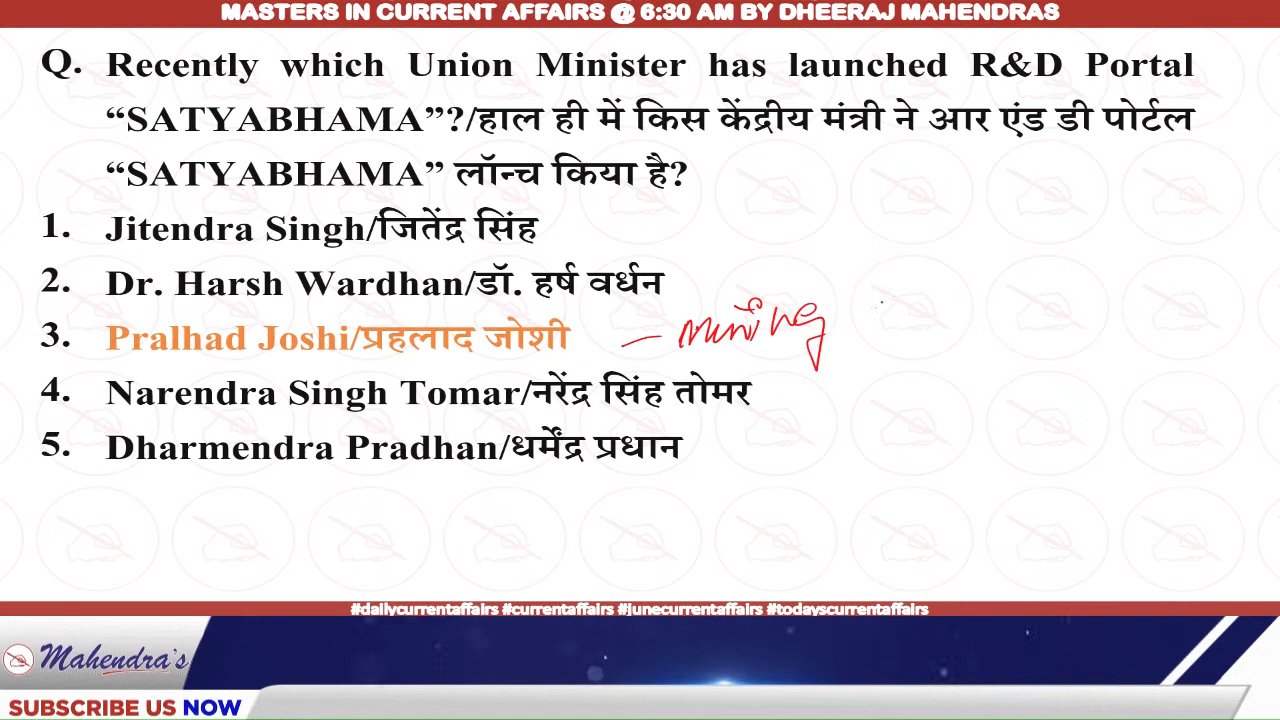 MASTERS IN CURRENT AFFAIRS @ 6:30 AM BY DHEERAJ MAHENDRAS
Q. Recently which Union Minister has launched R&D Portal
“SATYABHAMA”?/हाल ही में किस केंद्रीय मंत्री ने आर एंड डी पोर्टल
“SATYABHAMA” लॉन्च किया है?
1. Jitendra Singh/जितेंद्र सिंह
2. Dr. Harsh Wardhan/डॉ. हर्ष वर्धन
3. Pralhad Joshi/प्रहलाद जोशी – mining
4. Narendra Singh Tomar/नरेंद्र सिंह तोमर
5. Dharmendra Pradhan/धर्मेंद्र प्रधान
#dailycurrentaffairs #currentaffairs #junecurrentaffairs #todayscurrentaffairs
Mahendra's
SUBSCRIBE US NOW